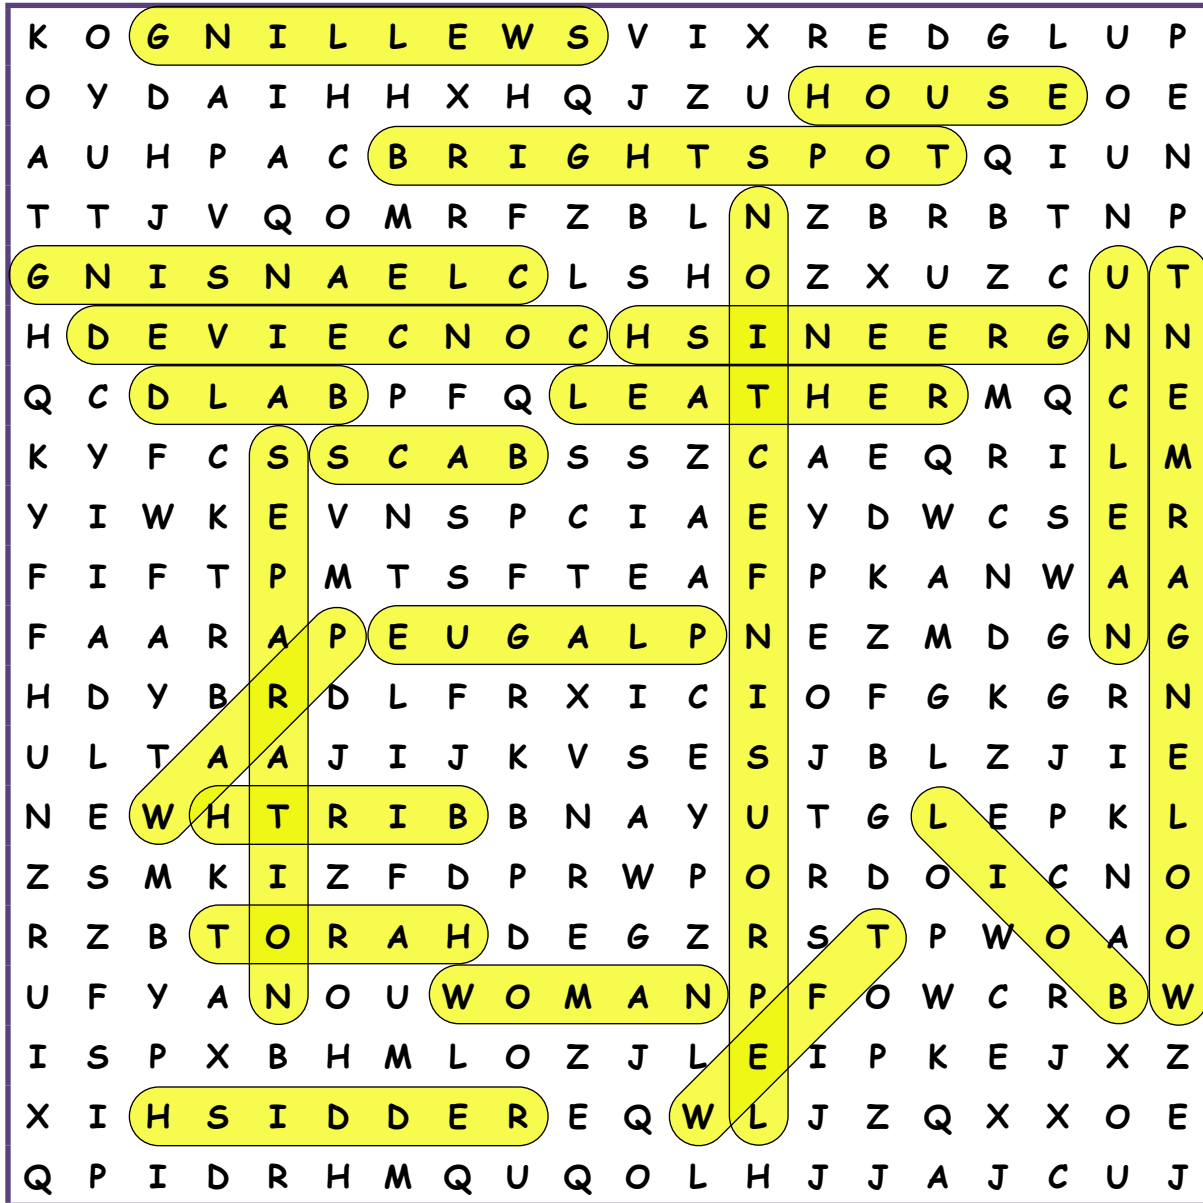 K O G N I L L E W S V I X R E D G L U P
O Y D A I H H X H Q J Z U H O U S E O E
A U H P A C B R I G H T S P O T Q I U N
T T J V Q O M R F Z B L N Z B R B T N P
G N I S N A E L C L S H O Z X U Z C U T
H D E V I E C N O C H S I N E E R G N N
Q C D L A B P F Q L E A T H E R M Q C E
K Y F C S S C A B S S Z C A E Q R I L M
Y I W K E V N S P C I A E Y D W C S E R
F I F T P M T S F T E A F P K A N W A A
F A A R A P E U G A L P N E Z M D G N G
H D Y B R D L F R X I C I O F G K G R N
U L T A A J I J K V S E S J B L Z J I E
N E W H T R I B B N A Y U T G L E P K L
Z S M K I Z F D P R W P O R D O I C N O
R Z B T O R A H D E G Z R S T P W O A O
U F Y A N O U W O M A N P F O W C R B W
I S P X B H M L O Z J L E I P K E J X Z
X I H S I D D E R E Q W L J Z Q X X O E
Q P I D R H M Q U Q O L H J J A J C U J